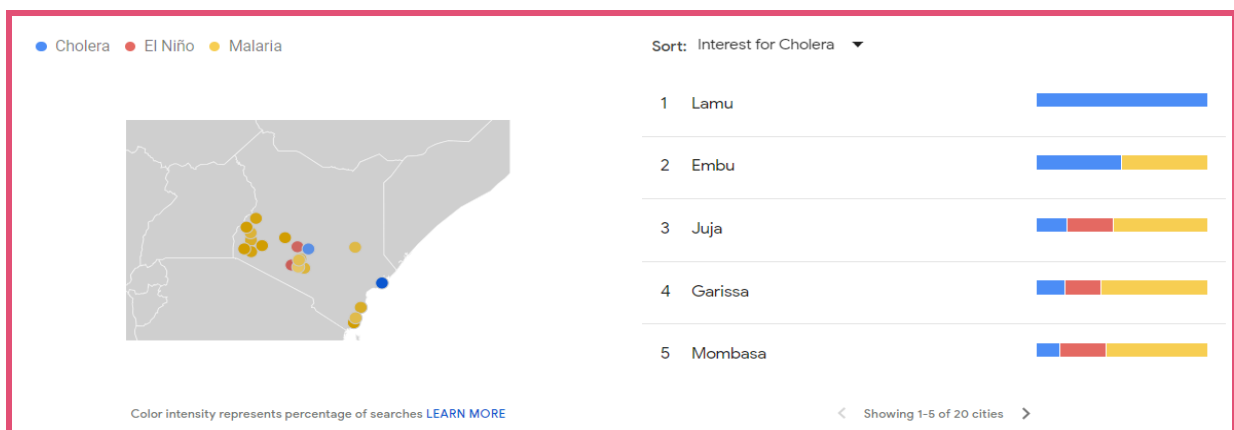 Cholera El Niño Malaria
Sort: Interest for Cholera
1 Lamu
2 Embu
3 Juja
4 Garissa
5 Mombasa
Color intensity represents percentage of searches LEARN MORE
Showing 1-5 of 20 cities